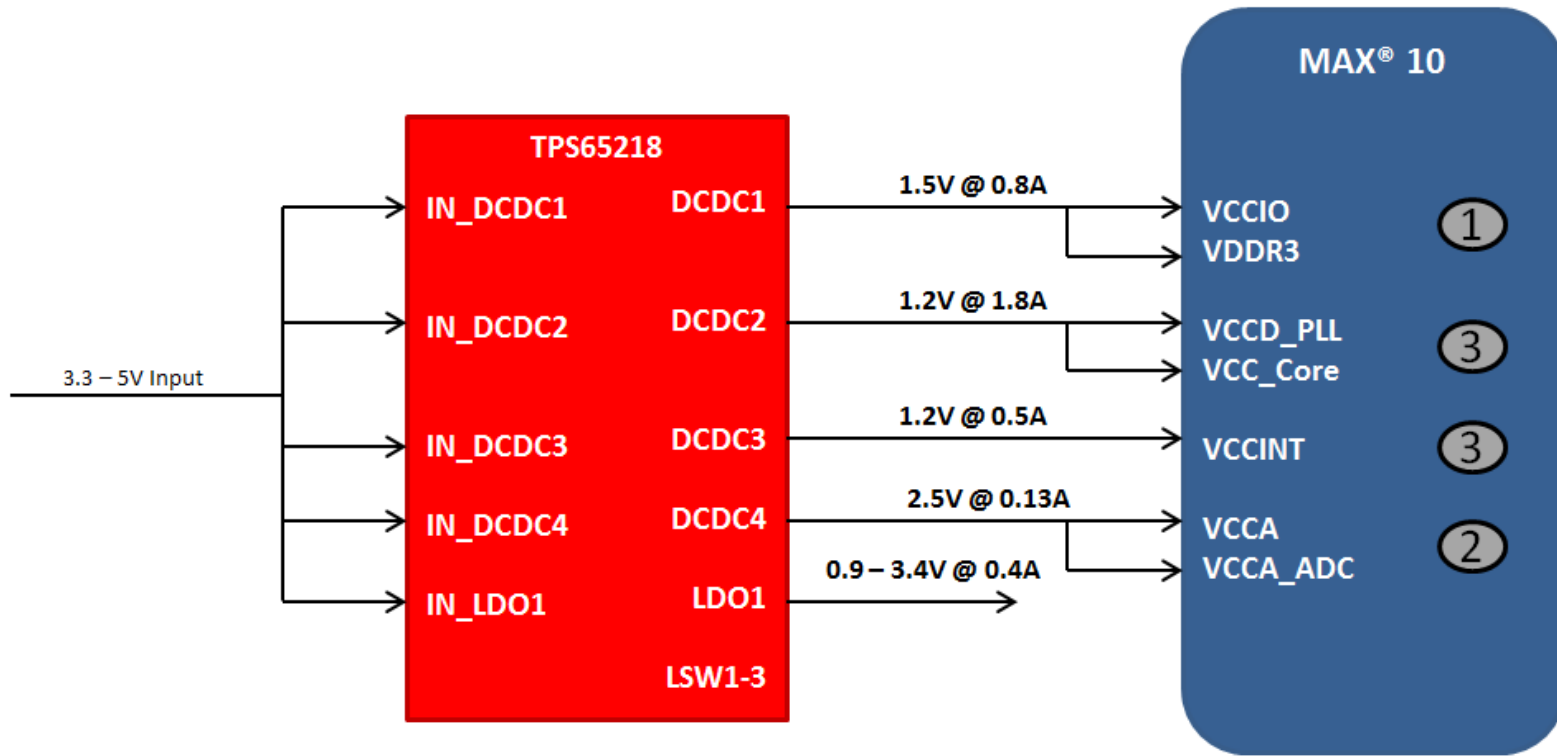 MAX® 10
TPS65218
3.3 – 5V Input
IN_DCDC1
IN_DCDC2
IN_DCDC3
IN_DCDC4
IN_LDO1
DCDC1
DCDC2
DCDC3
DCDC4
LDO1
LSW1-3
1.5V @ 0.8A
1.2V @ 1.8A
1.2V @ 0.5A
2.5V @ 0.13A
0.9 – 3.4V @ 0.4A
VCCIO
VDDR3
1
VCCD_PLL
VCC_Core
3
VCCINT
3
VCCA
VCCA_ADC
2